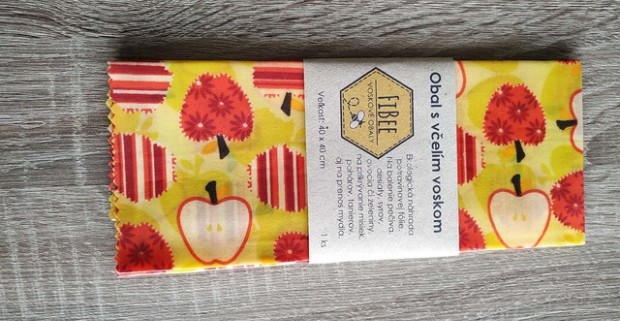 Obal s včelím voskom
FIBEE
VOSKOVÉ OBALY
Ekologická náhrada
potravinovej fólie.
Na balenie pečiva,
desiaty, syrov,
ovocia či zeleniny,
na prikrývanie misiek,
pohárov, tanierov,
aj na prenos mydla.
Veľkosť: 40 x 40 cm
1 ks